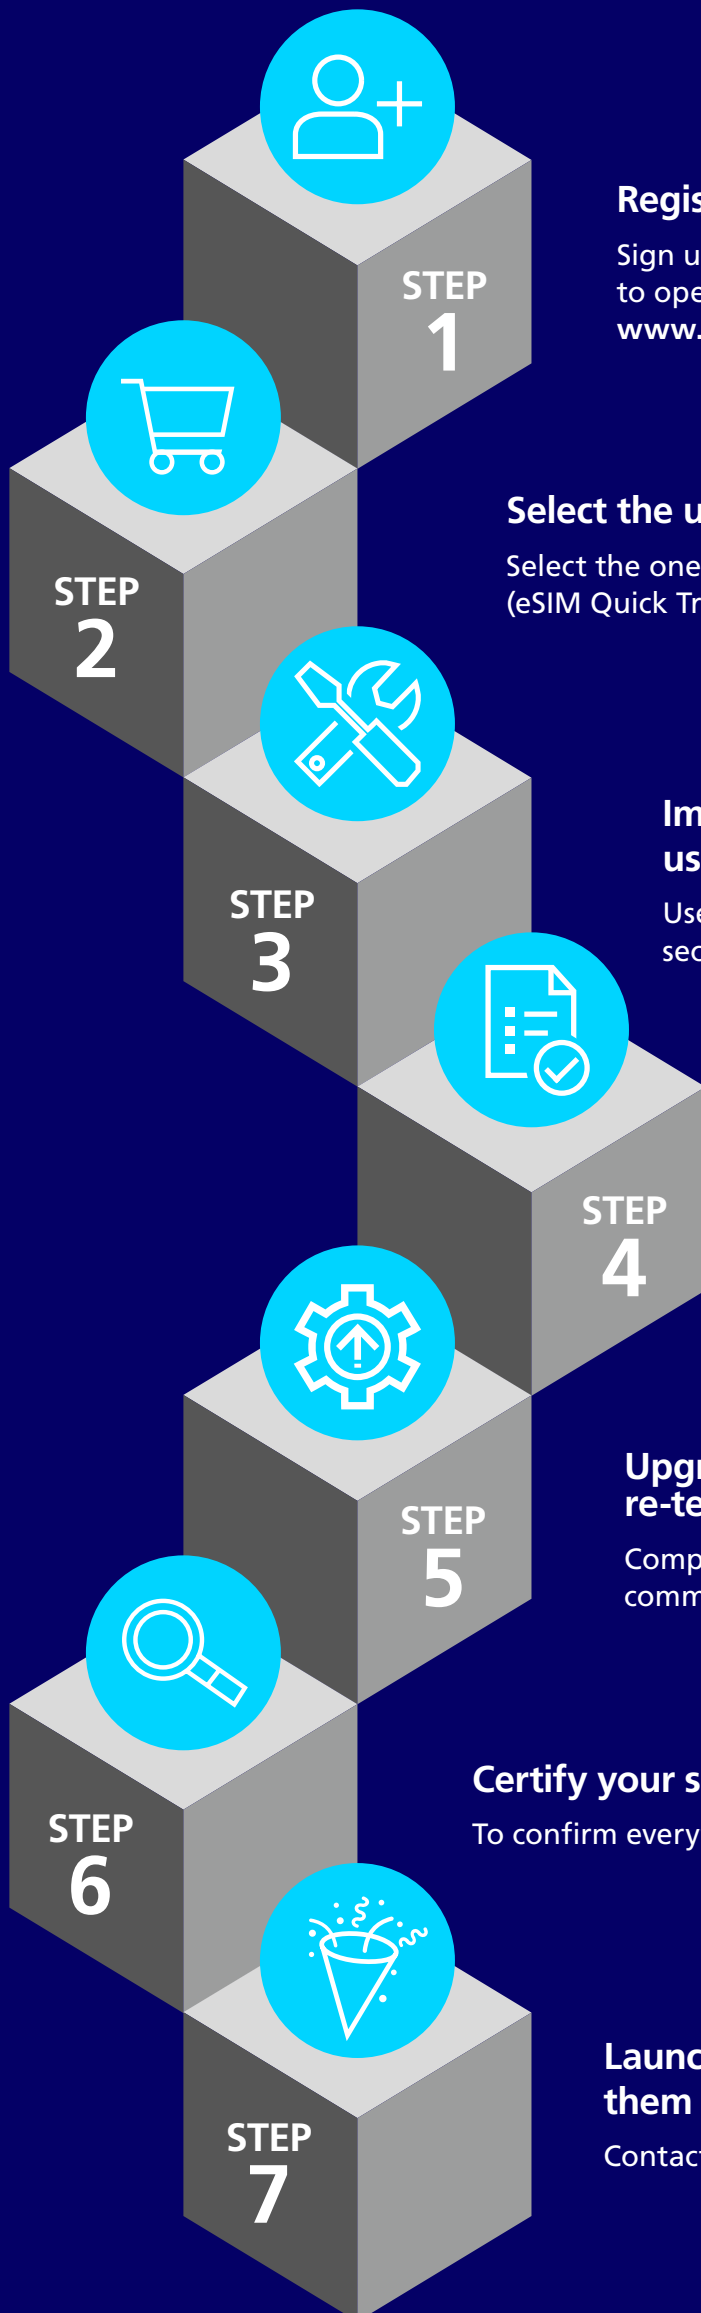 STEP
1
Regis
Sign u
to ope
www.
STEP
2
Select the u
Select the one
(eSIM Quick Tr
STEP
3
Im
us
Use
sec
STEP
4
STEP
5
Upgr
re-te
Comp
comm
STEP
6
Certify your s
To confirm every
STEP
7
Launc
them
Contact